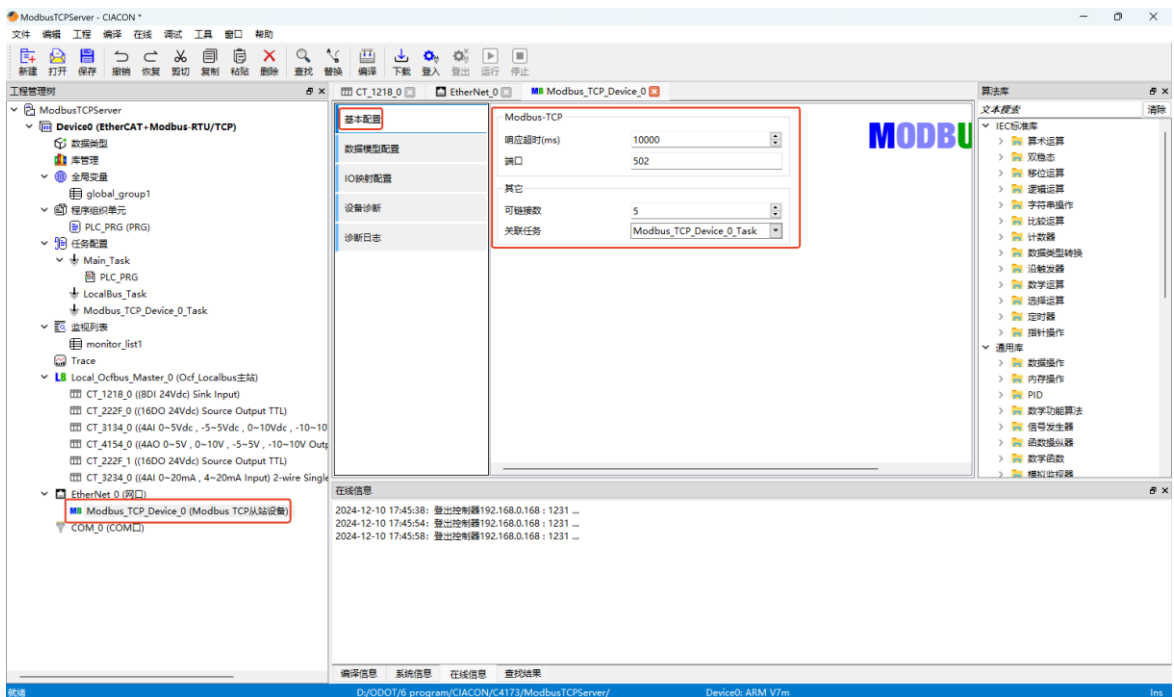 ModbusTCPServer - CIACON *
文件 编辑 工程 编译 在线 调试 工具 窗口 帮助
新建 打开 保存 撤销 恢复 剪切 复制 粘贴 删除 查找 替换 编译 下载 登入 登出 运行 停止
工程管理树
ModbusTCPServer
Device0 (EtherCAT+Modbus-RTU/TCP)
数据类型
库管理
全局变量
global_group1
程序组织单元
PLC_PRG (PRG)
任务配置
Main_Task
PLC_PRG
LocalBus_Task
Modbus_TCP_Device_0_Task
监视列表
monitor_list1
Trace
Local_Ocfbus_Master_0 (Ocf_Localbus主站)
CT_1218_0 ((8DI 24Vdc) Sink Input)
CT_222F_0 ((16DO 24Vdc) Source Output TTL)
CT_3134_0 ((4AI 0~5Vdc , -5~5Vdc , 0~10Vdc , -10~10
CT_4154_0 ((4AO 0~5V , 0~10V , -5~5V , -10~10V Outp
CT_222F_1 ((16DO 24Vdc) Source Output TTL)
CT_3234_0 ((4AI 0~20mA , 4~20mA Input) 2-wire Single
EtherNet_0 (网口)
MB Modbus_TCP_Device_0 (Modbus TCP从站设备)
COM_0 (COM口)
CT_1218_0 EtherNet_0 MB Modbus_TCP_Device_0
基本配置
数据模型配置
IO映射配置
设备诊断
诊断日志
Modbus-TCP
响应超时(ms) 10000
端口 502
其它
可链接数 5
关联任务 Modbus_TCP_Device_0_Task
MODBU
算法库
文本搜索 清除
IEC标准库
算术运算
双稳态
移位运算
逻辑运算
字符串操作
比较运算
计数器
数据类型转换
沿触发器
数学运算
选择运算
定时器
指针操作
通用库
数据操作
内存操作
PID
数学功能算法
信号发生器
函数操纵器
数学函数
模拟监视器
在线信息
2024-12-10 17:45:38: 登出控制器192.168.0.168 : 1231 ...
2024-12-10 17:45:54: 登出控制器192.168.0.168 : 1231 ...
2024-12-10 17:45:58: 登出控制器192.168.0.168 : 1231 ...
编译信息 系统信息 在线信息 查找结果
就绪 D:/ODOT/6 program/CIACON/C4173/ModbusTCPServer/ Device0: ARM V7m Ins